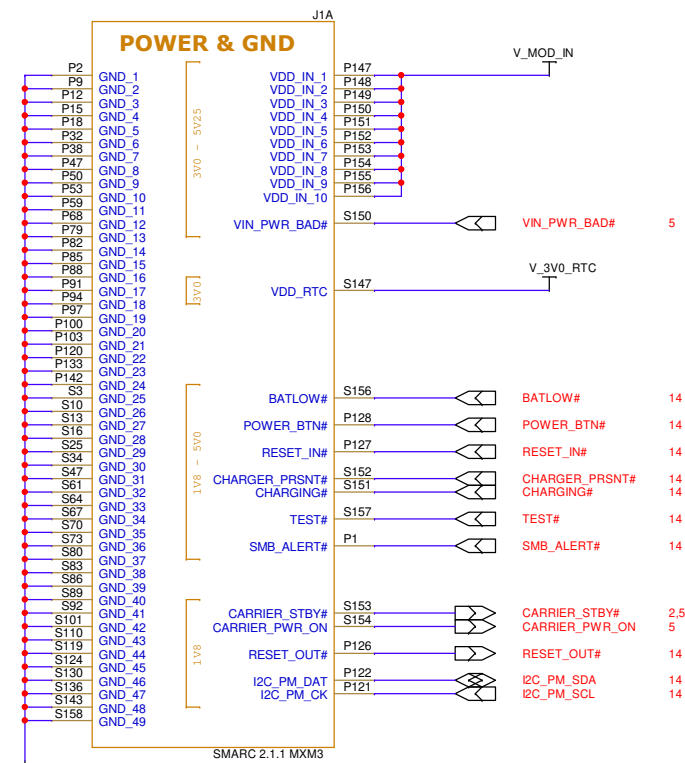 J1A
POWER & GND
V_MOD_IN
P2 GND_1 VDD_IN_1 P147
P9 GND_2 VDD_IN_2 P148
P12 GND_3 VDD_IN_3 P149
P15 GND_4 VDD_IN_4 P150
P18 GND_5 VDD_IN_5 P151
P32 GND_6 VDD_IN_6 P152
P38 GND_7 VDD_IN_7 P153
P47 GND_8 VDD_IN_8 P154
P50 GND_9 VDD_IN_9 P155
P53 GND_10 VDD_IN_10 P156
3V0 - 5V25
P59 GND_11
P68 GND_12 VIN_PWR_BAD# S150 VIN_PWR_BAD# 5
P79 GND_13
P82 GND_14
P85 GND_15
V_3V0_RTC
P88 GND_16
P91 GND_17 3V0 VDD_RTC S147
P94 GND_18
P97 GND_19
P100 GND_20
P103 GND_21
P120 GND_22
P133 GND_23
P142 GND_24
S3 GND_25 BATLOW# S156 BATLOW# 14
S10 GND_26
S13 GND_27 POWER_BTN# P128 POWER_BTN# 14
S16 GND_28
S25 GND_29 RESET_IN# P127 RESET_IN# 14
S34 GND_30
1V8 - 5V0
S47 GND_31 CHARGER_PRSNT# S152 CHARGER_PRSNT# 14
S61 GND_32 CHARGING# S151 CHARGING# 14
S64 GND_33
S67 GND_34 TEST# S157 TEST# 14
S70 GND_35
S73 GND_36 SMB_ALERT# P1 SMB_ALERT# 14
S80 GND_37
S83 GND_38
S86 GND_39
S89 GND_40
S92 GND_41 CARRIER_STBY# S153 CARRIER_STBY# 2,5
S101 GND_42 CARRIER_PWR_ON S154 CARRIER_PWR_ON 5
S110 GND_43
S119 GND_44 1V8 RESET_OUT# P126 RESET_OUT# 14
S124 GND_45
S130 GND_46 I2C_PM_DAT P122 I2C_PM_SDA 14
S136 GND_47 I2C_PM_CK P121 I2C_PM_SCL 14
S143 GND_48
S158 GND_49
SMARC 2.1.1 MXM3